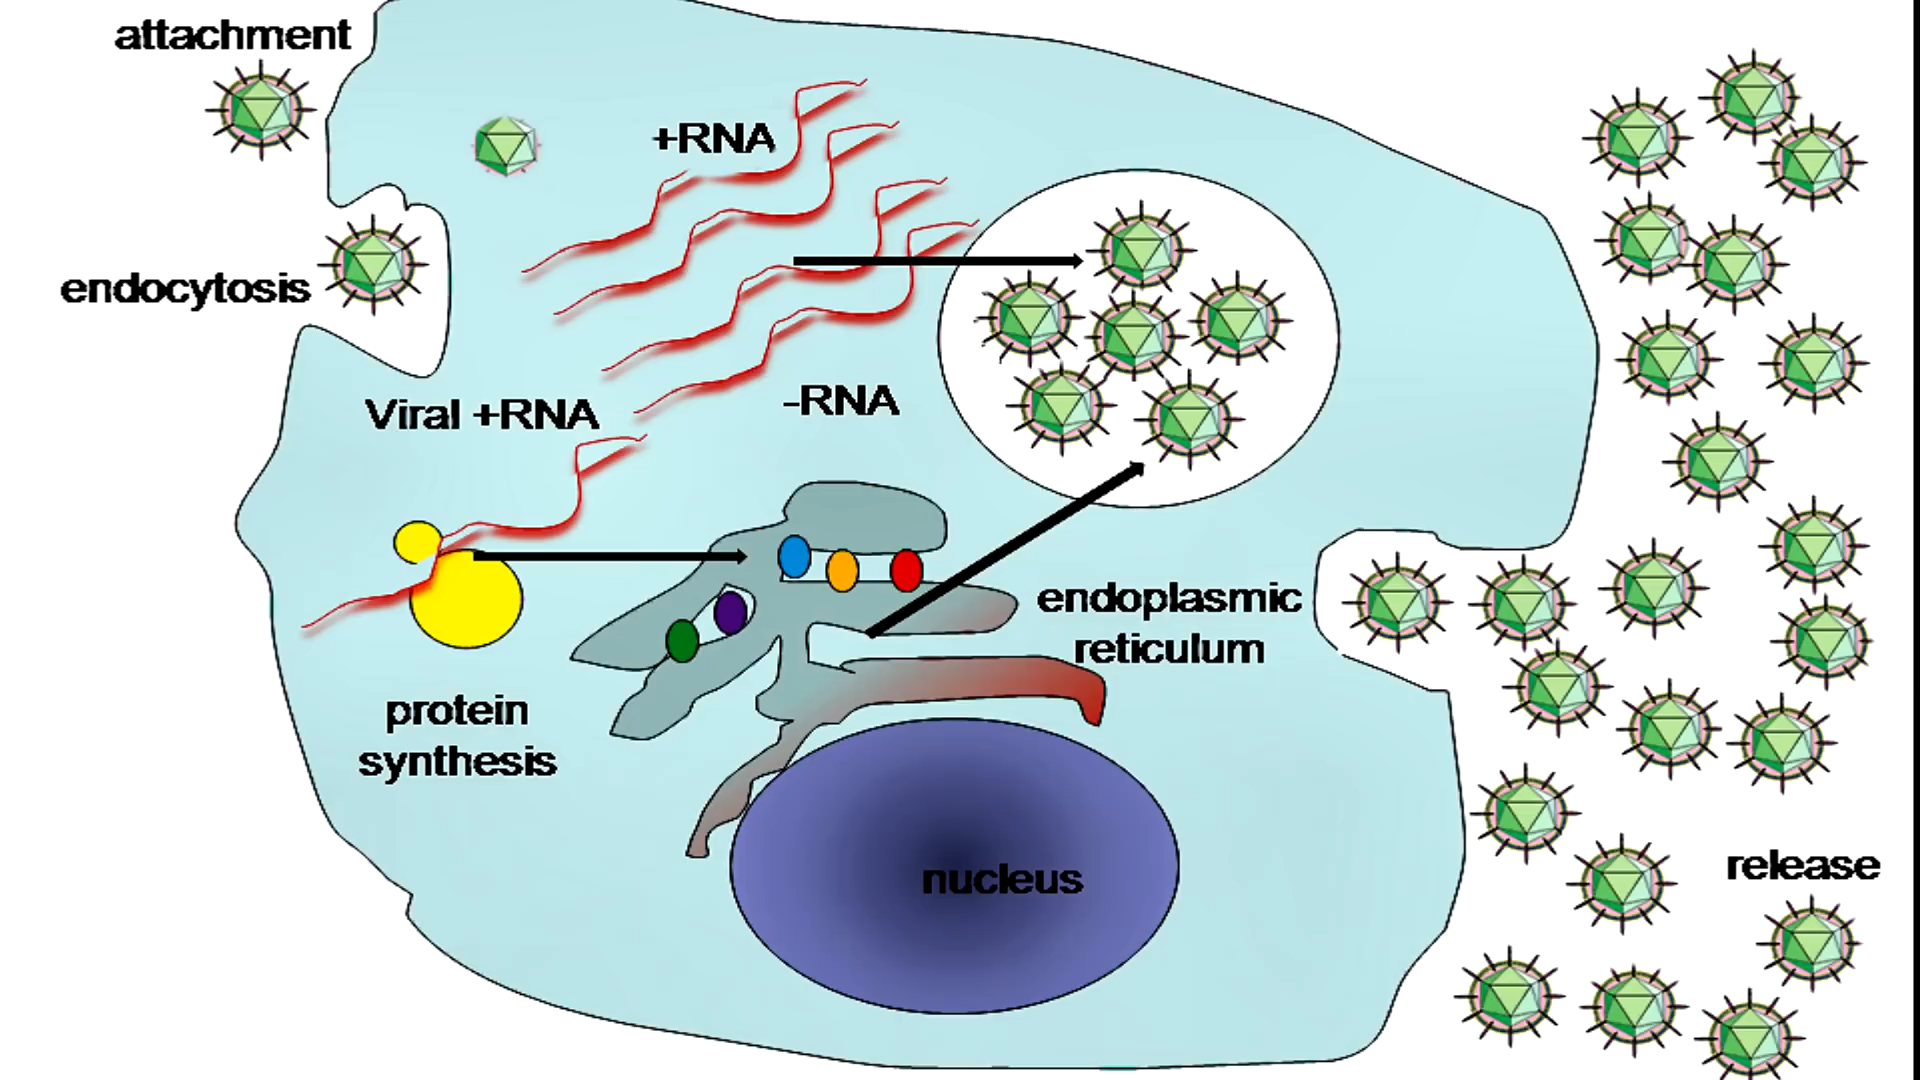 attachment
+RNA
endocytosis
Viral +RNA
-RNA
endoplasmic
reticulum
protein
synthesis
nucleus
release